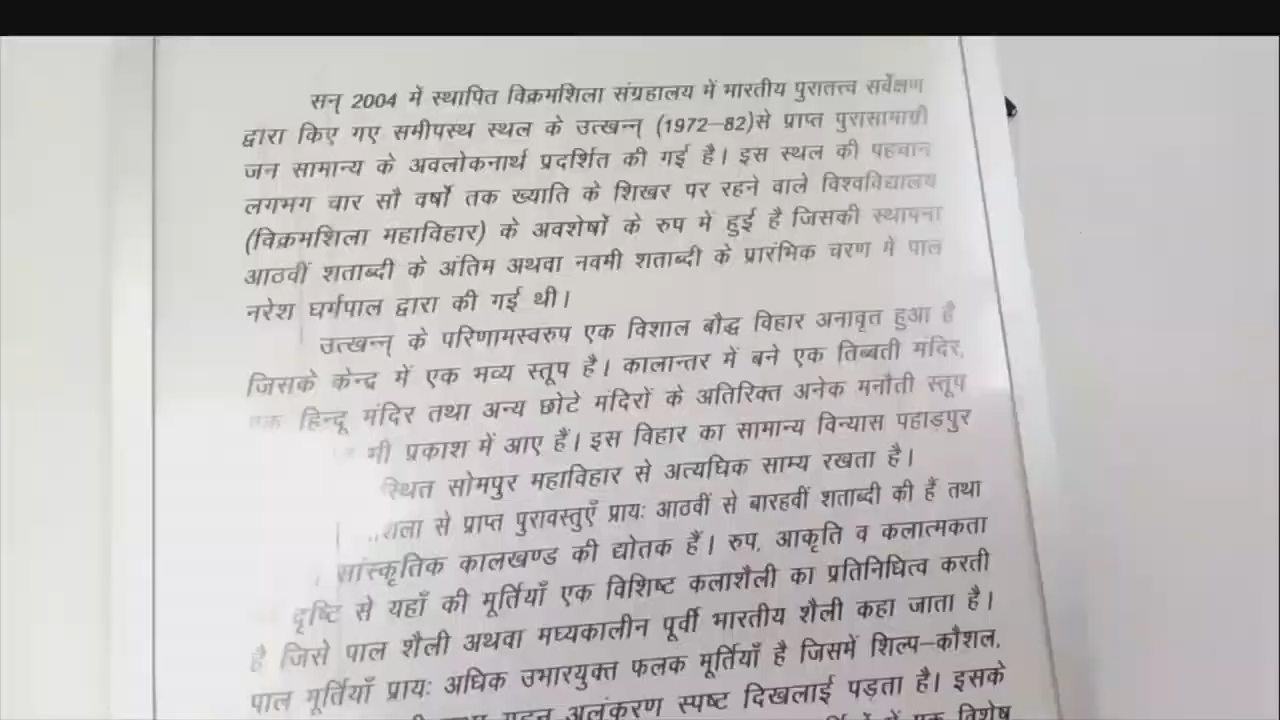 सन् 2004 में स्थापित विक्रमशिला संग्रहालय में भारतीय पुरातत्त्व सर्वेक्षण
द्वारा किए गए समीपस्थ स्थल के उत्खन्न् (1972–82)से प्राप्त पुरासामाग्री
जन सामान्य के अवलोकनार्थ प्रदर्शित की गई है। इस स्थल की पहचान
लगभग चार सौ वर्षो तक ख्याति के शिखर पर रहने वाले विश्वविद्यालय
(विक्रमशिला महाविहार) के अवशेर्षो के रुप में हुई है जिसकी स्थापना
आठवीं शताब्दी के अंतिम अथवा नवमी शताब्दी के प्रारंभिक चरण में पाल
नरेश धर्मपाल द्वारा की गई थी।
उत्खन्न् के परिणामस्वरुप एक विशाल बौद्ध विहार अनावृत हुआ है
जिसके केन्द्र में एक भव्य स्तूप है। कालान्तर में बने एक तिब्बती मंदिर,
एक हिन्दू मंदिर तथा अन्य छोटे मंदिरों के अतिरिक्त अनेक मनौती स्तूप
भी प्रकाश में आए हैं। इस विहार का सामान्य विन्यास पहाड़पुर
स्थित सोमपुर महाविहार से अत्यधिक साम्य रखता है।
से प्राप्त पुरावस्तुएँ प्रायः आठवीं से बारहवीं शताब्दी की हैं तथा
सांस्कृतिक कालखण्ड की द्योतक हैं। रुप, आकृति व कलात्मकता
दृष्टि से यहाँ की मूर्तियाँ एक विशिष्ट कलाशैली का प्रतिनिधित्व करती
है जिसे पाल शैली अथवा मध्यकालीन पूर्वी भारतीय शैली कहा जाता है।
पाल मूर्तियाँ प्रायः अधिक उभारयुक्त फलक मूर्तियाँ है जिसमें शिल्प–कौशल,
अलंकरण स्पष्ट दिखलाई पड़ता है। इसके
एक विशेष